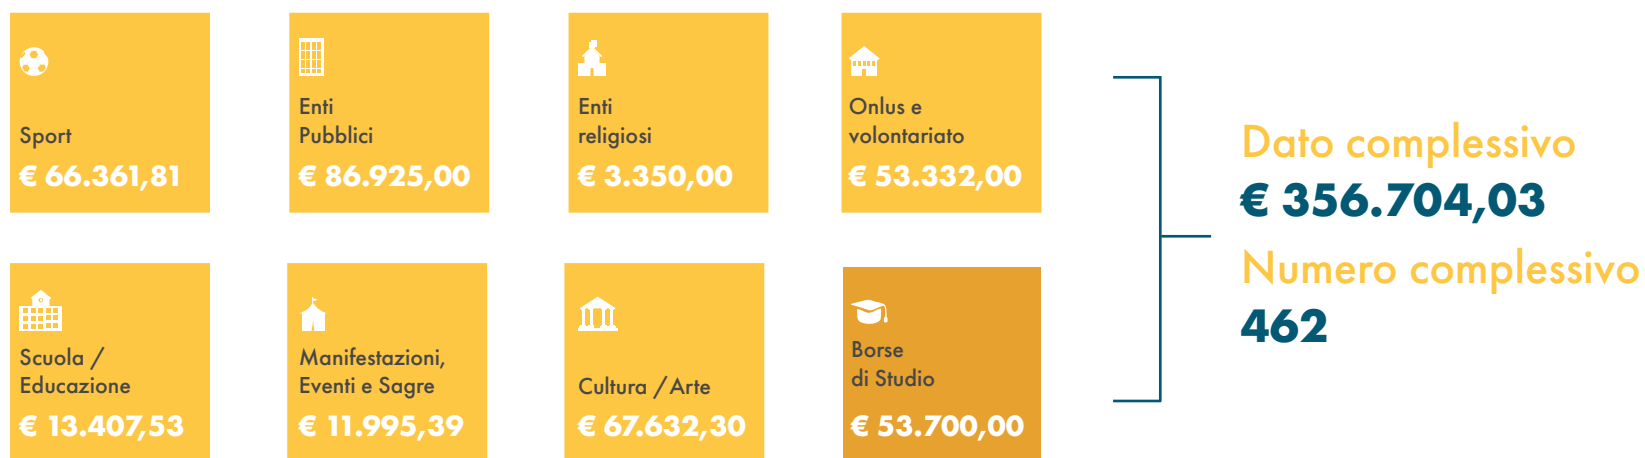 Sport
€ 66.361,81
Enti
Pubblici
€ 86.925,00
Enti
religiosi
€ 3.350,00
Onlus e
volontariato
€ 53.332,00
Scuola /
Educazione
€ 13.407,53
Manifestazioni,
Eventi e Sagre
€ 11.995,39
Cultura / Arte
€ 67.632,30
Borse
di Studio
€ 53.700,00
Dato complessivo
€ 356.704,03
Numero complessivo
462